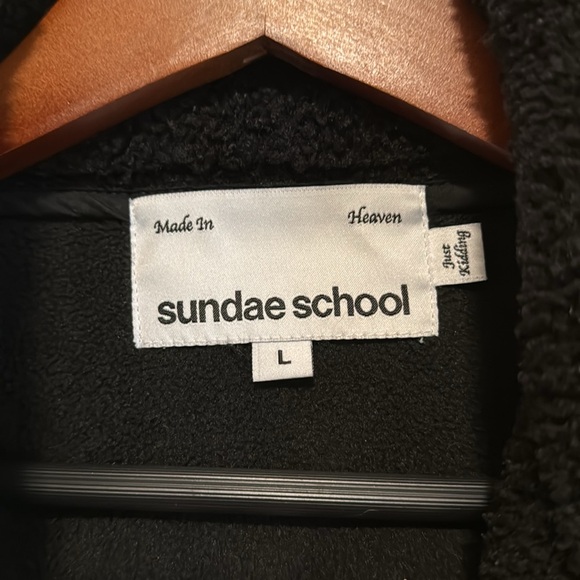 Made In Heaven
Just
Kidding
sundae school
L